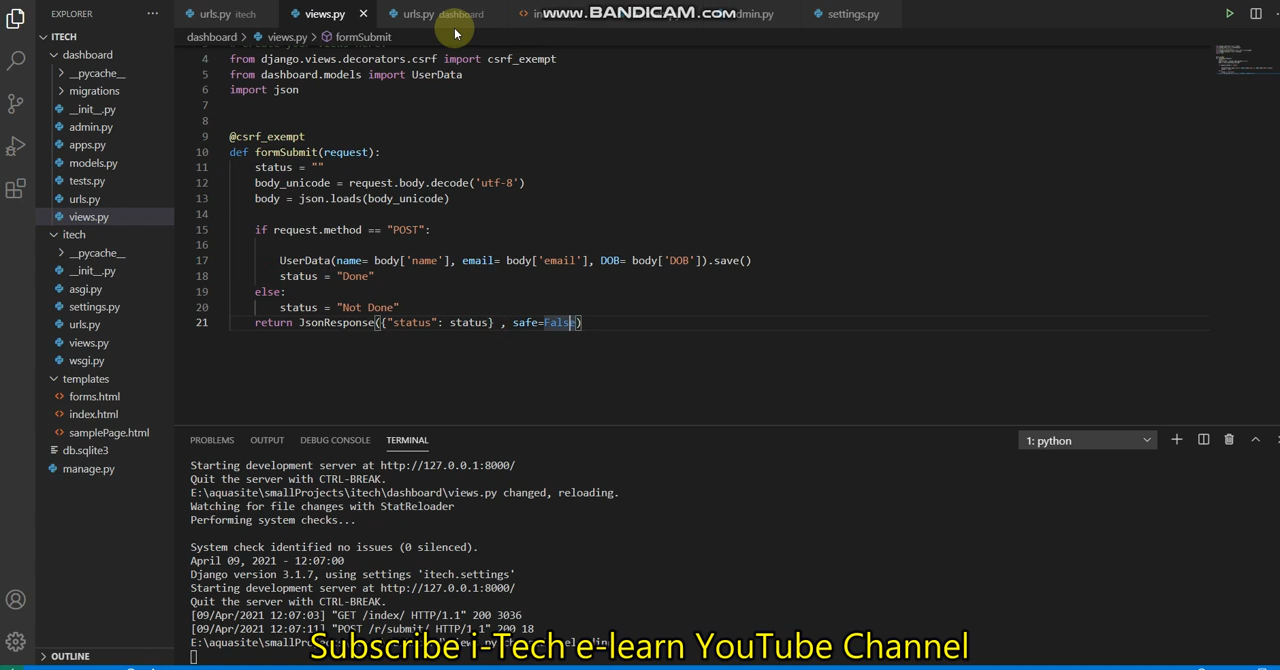 EXPLORER
···
urls.py itech
views.py
urls.py dashboard
www.BANDICAM.com
dmin.py
settings.py
ITECH
dashboard > views.py > formSubmit
dashboard
__pycache__
migrations
__init__.py
admin.py
apps.py
models.py
tests.py
urls.py
views.py
itech
__pycache__
__init__.py
asgi.py
settings.py
urls.py
views.py
wsgi.py
templates
forms.html
index.html
samplePage.html
db.sqlite3
manage.py
OUTLINE
4 from django.views.decorators.csrf import csrf_exempt
5 from dashboard.models import UserData
6 import json
7
8
9 @csrf_exempt
10 def formSubmit(request):
11 status = ""
12 body_unicode = request.body.decode('utf-8')
13 body = json.loads(body_unicode)
14
15 if request.method == "POST":
16
17 UserData(name= body['name'], email= body['email'], DOB= body['DOB']).save()
18 status = "Done"
19 else:
20 status = "Not Done"
21 return JsonResponse({"status": status} , safe=False)
PROBLEMS OUTPUT DEBUG CONSOLE TERMINAL
1: python
Starting development server at http://127.0.0.1:8000/
Quit the server with CTRL-BREAK.
E:\aquasite\smallProjects\itech\dashboard\views.py changed, reloading.
Watching for file changes with StatReloader
Performing system checks...
System check identified no issues (0 silenced).
April 09, 2021 - 12:07:00
Django version 3.1.7, using settings 'itech.settings'
Starting development server at http://127.0.0.1:8000/
Quit the server with CTRL-BREAK.
[09/Apr/2021 12:07:03] "GET /index/ HTTP/1.1" 200 3036
[09/Apr/2021 12:07:11] "POST /r/submit/ HTTP/1.1" 200 18
Subscribe i-Tech e-learn YouTube Channel